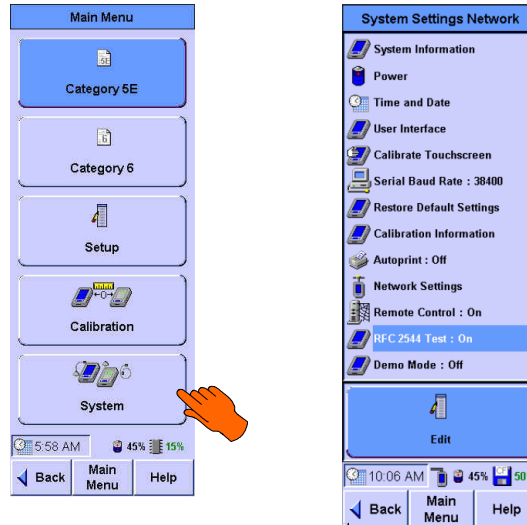 Main Menu
5E
Category 5E
6
Category 6
Setup
Calibration
System
5:58 AM 45% 15%
Back Main Menu Help
System Settings Network
System Information
Power
Time and Date
User Interface
Calibrate Touchscreen
Serial Baud Rate : 38400
Restore Default Settings
Calibration Information
Autoprint : Off
Network Settings
Remote Control : On
RFC 2544 Test : On
Demo Mode : Off
Edit
10:06 AM 45% 50
Back Main Menu Help